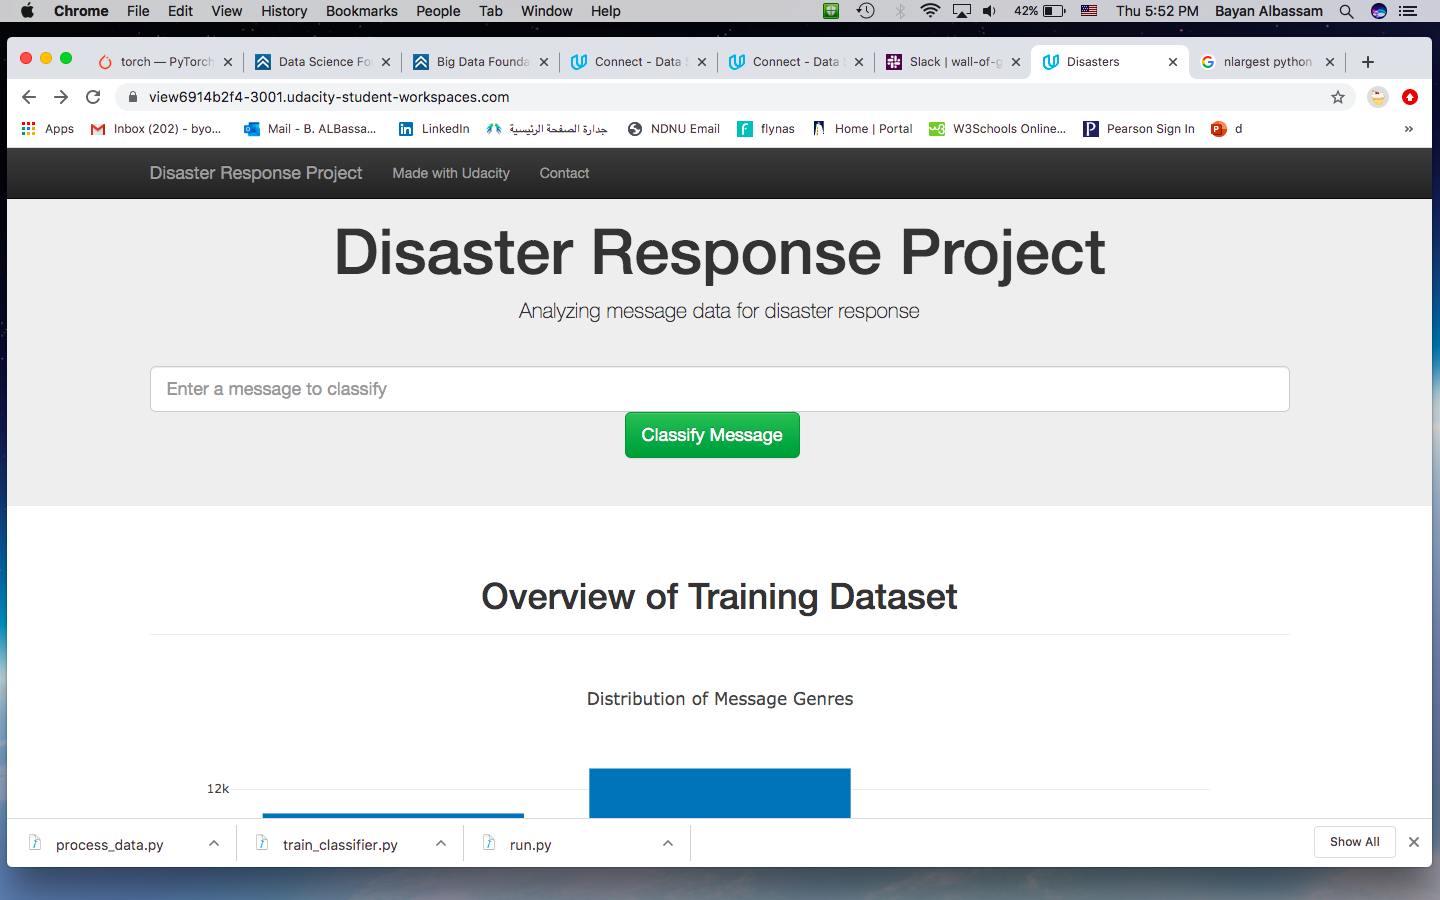 Chrome File Edit View History Bookmarks People Tab Window Help 42% Thu 5:52 PM Bayan Albassam
torch — PyTorch Data Science Fo Big Data Founda Connect - Data S Connect - Data S Slack | wall-of-g Disasters nlargest python
view6914b2f4-3001.udacity-student-workspaces.com
Apps Inbox (202) - byo... Mail - B. ALBassa... LinkedIn جدارة الصفحة الرئيسية NDNU Email flynas Home | Portal W3Schools Online... Pearson Sign In d
Disaster Response Project Made with Udacity Contact
Disaster Response Project
Analyzing message data for disaster response
Enter a message to classify
Classify Message
Overview of Training Dataset
Distribution of Message Genres
12k
process_data.py train_classifier.py run.py Show All